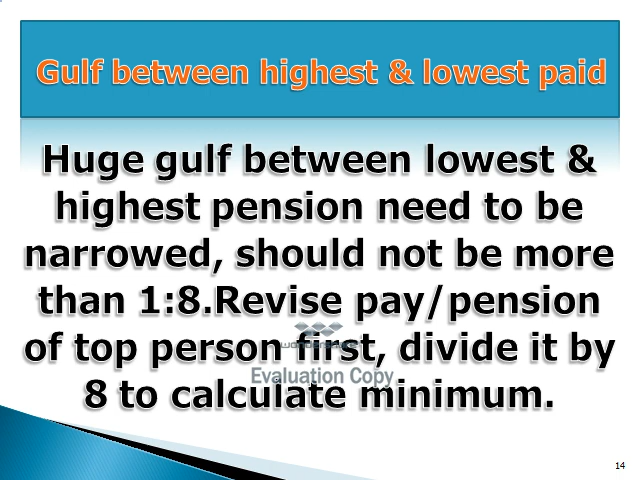 Gulf between highest & lowest paid
Huge gulf between lowest &
highest pension need to be
narrowed, should not be more
than 1:8.Revise pay/pension
of top person first, divide it by
Evaluation Copy
8 to calculate minimum.
14